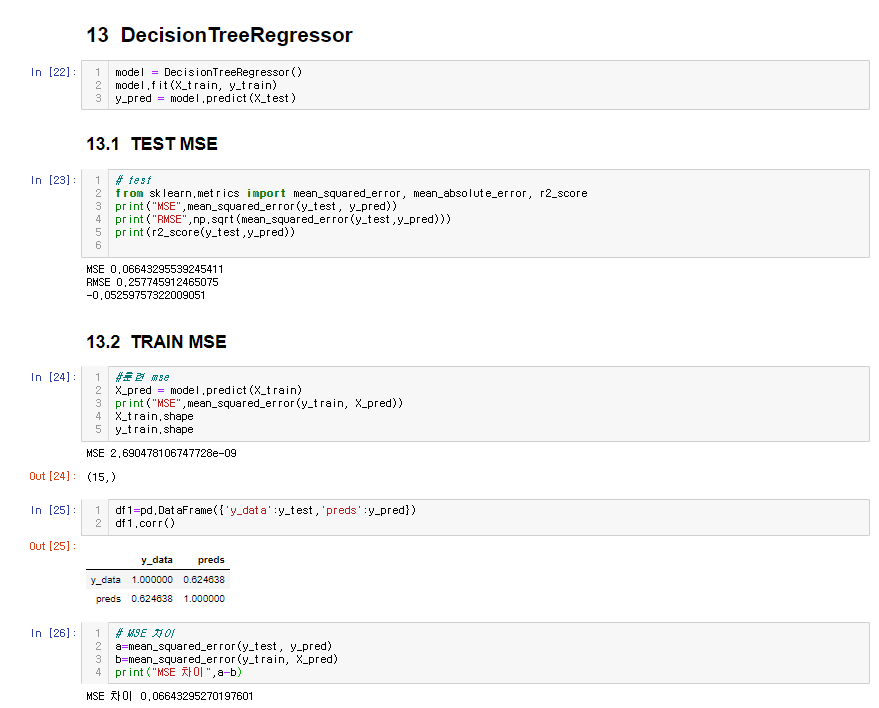 13 DecisionTreeRegressor
In [22]:
1 model = DecisionTreeRegressor()
2 model.fit(X_train, y_train)
3 y_pred = model.predict(X_test)
13.1 TEST MSE
In [23]:
1 # test
2 from sklearn.metrics import mean_squared_error, mean_absolute_error, r2_score
3 print("MSE",mean_squared_error(y_test, y_pred))
4 print("RMSE",np.sqrt(mean_squared_error(y_test,y_pred)))
5 print(r2_score(y_test,y_pred))
6
MSE 0.06643295539245411
RMSE 0.257745912465075
-0.05259757322009051
13.2 TRAIN MSE
In [24]:
1 #훈련 mse
2 X_pred = model.predict(X_train)
3 print("MSE",mean_squared_error(y_train, X_pred))
4 X_train.shape
5 y_train.shape
MSE 2.690478106747728e-09
Out[24]: (15,)
In [25]:
1 df1=pd.DataFrame({'y_data':y_test,'preds':y_pred})
2 df1.corr()
Out[25]:
y_data preds
y_data 1.000000 0.624638
preds 0.624638 1.000000
In [26]:
1 # MSE 차이
2 a=mean_squared_error(y_test, y_pred)
3 b=mean_squared_error(y_train, X_pred)
4 print("MSE 차이",a-b)
MSE 차이 0.06643295270197601